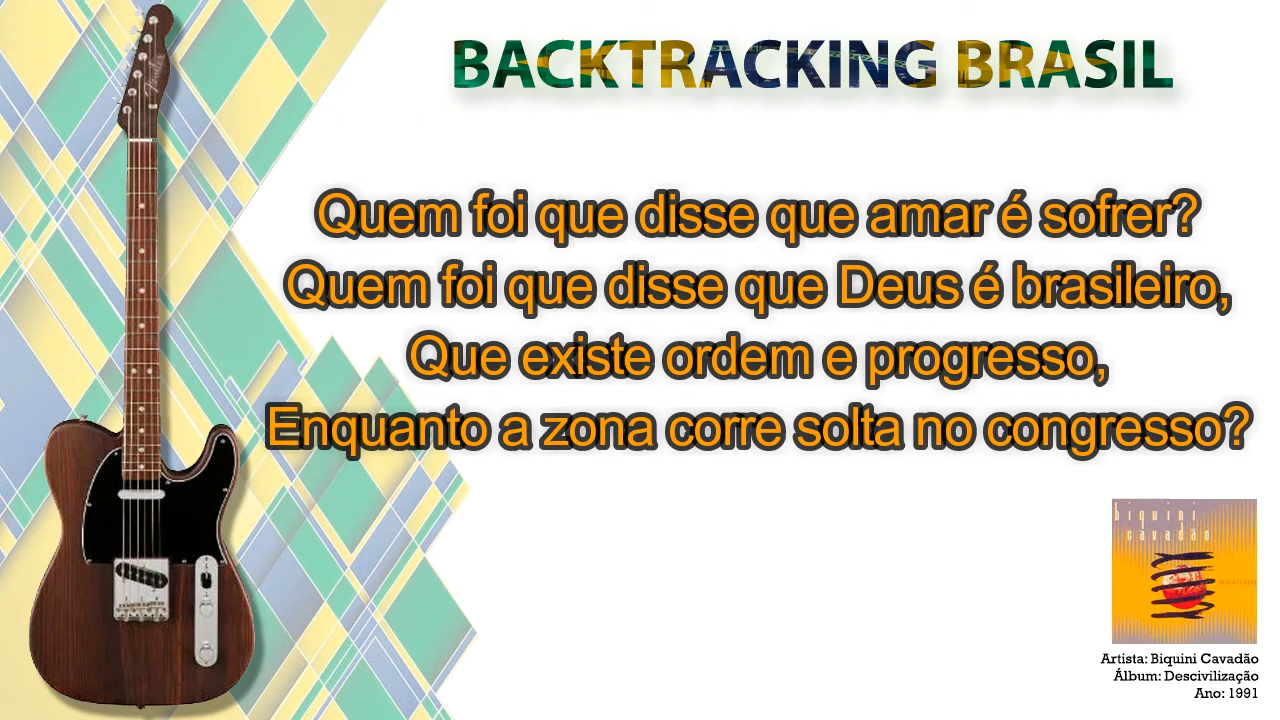 BACKTRACKING BRASIL
Quem foi que disse que amar é sofrer?
Quem foi que disse que Deus é brasileiro,
Que existe ordem e progresso,
Enquanto a zona corre solta no congresso?
Fender
biquini
cavadão
Artista: Biquini Cavadão
Álbum: Descivilização
Ano: 1991